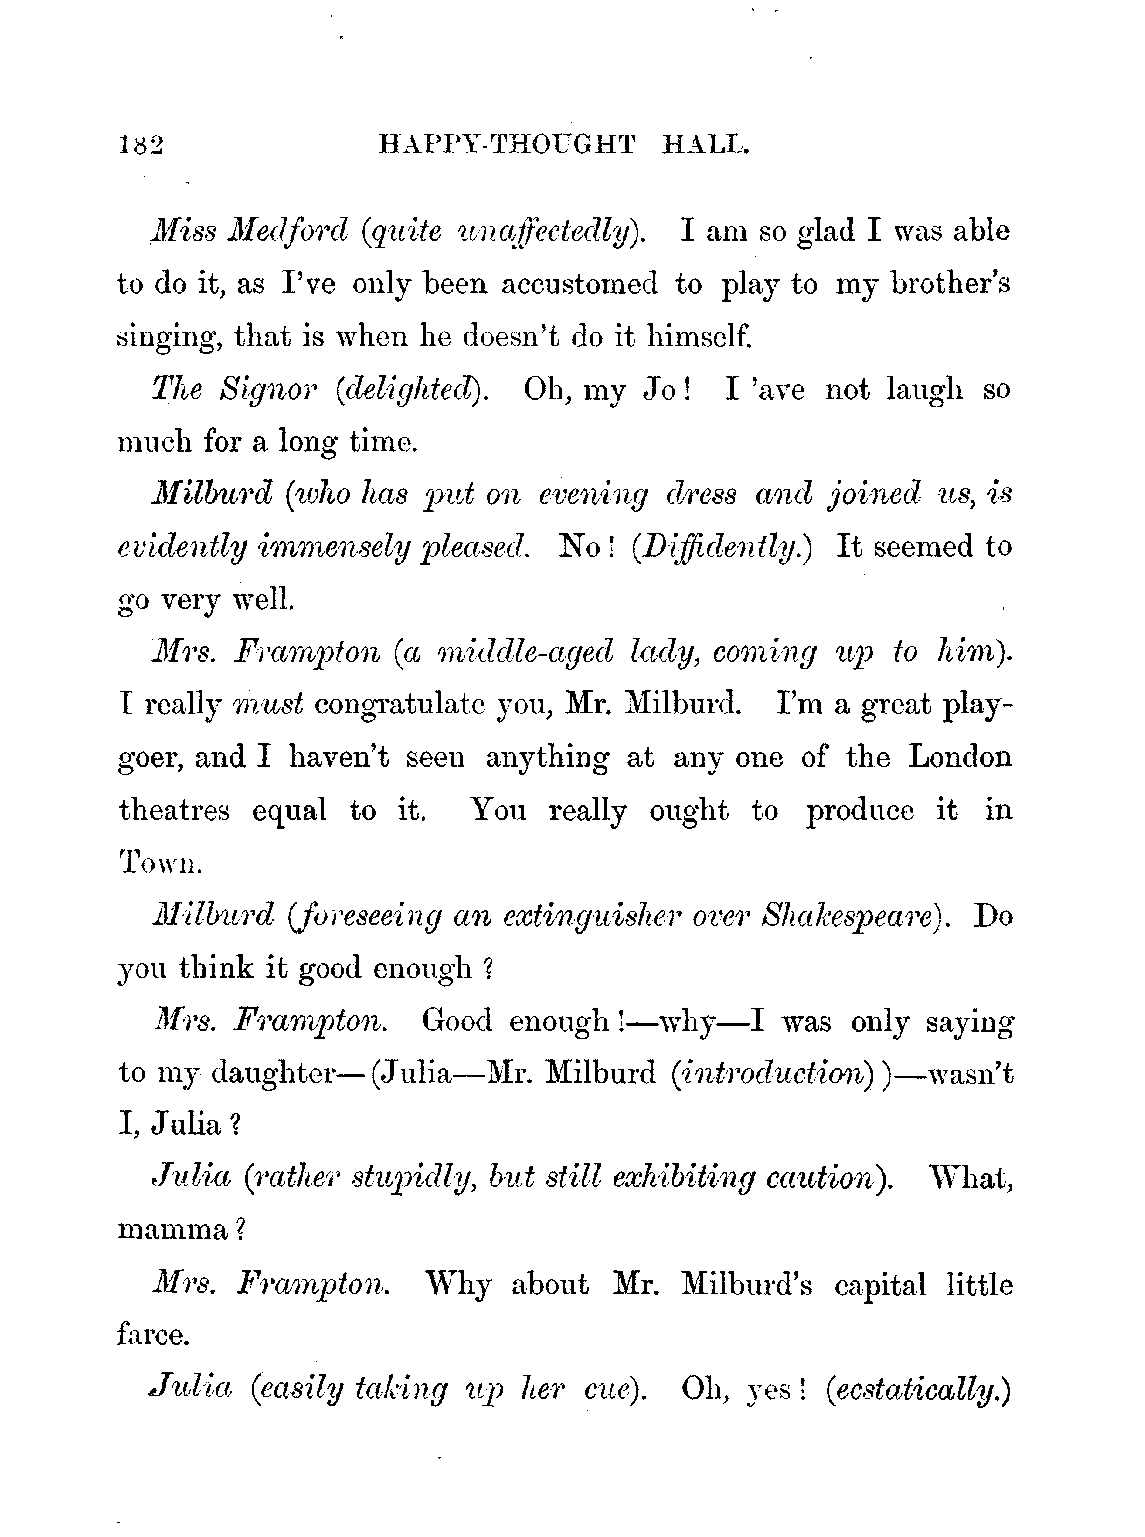 182 HAPPY-THOUGHT HALL.
Miss Medford (quite unaffectedly). I am so glad I was able
to do it, as I've only been accustomed to play to my brother's
singing, that is when he doesn't do it himself.
The Signor (delighted). Oh, my Jo! I 'ave not laugh so
much for a long time.
Milburd (who has put on evening dress and joined us, is
evidently immensely pleased. No! (Diffidently.) It seemed to
go very well.
Mrs. Frampton (a middle-aged lady, coming up to him).
I really must congratulate you, Mr. Milburd. I'm a great play-
goer, and I haven't seen anything at any one of the London
theatres equal to it. You really ought to produce it in
Town.
Milburd (foreseeing an extinguisher over Shakespeare). Do
you think it good enough?
Mrs. Frampton. Good enough!—why—I was only saying
to my daughter—(Julia—Mr. Milburd (introduction))—wasn't
I, Julia?
Julia (rather stupidly, but still exhibiting caution). What,
mamma?
Mrs. Frampton. Why about Mr. Milburd's capital little
farce.
Julia (easily taking up her cue). Oh, yes! (ecstatically.)